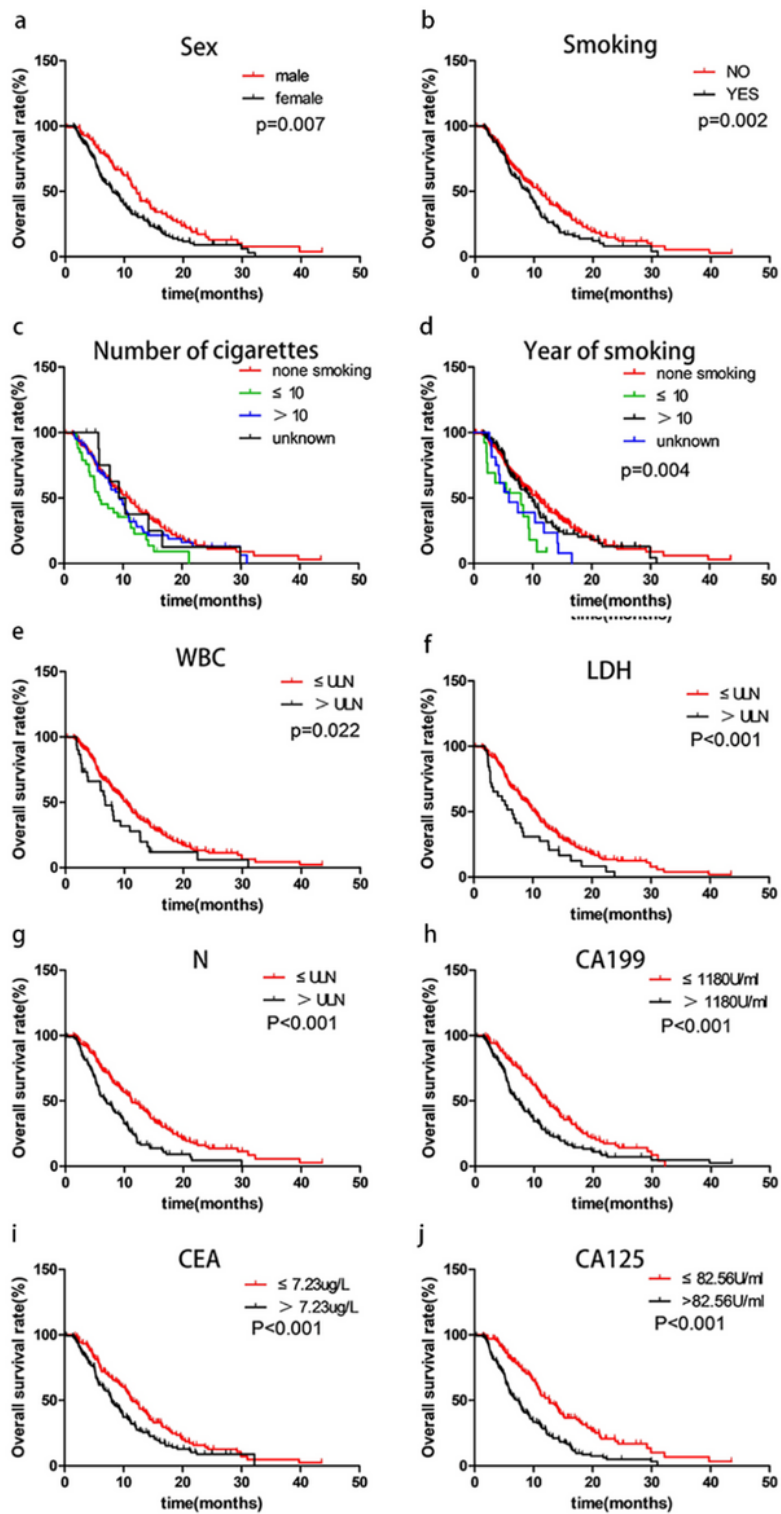 a
Sex
Overall survival rate(%)
150
100
50
0
male
female
p=0.007
0 10 20 30 40 50
time(months)
b
Smoking
Overall survival rate(%)
150
100
50
0
NO
YES
p=0.002
0 10 20 30 40 50
time(months)
c
Number of cigarettes
Overall survival rate(%)
150
100
50
0
none smoking
≤ 10
> 10
unknown
0 10 20 30 40 50
time(months)
d
Year of smoking
Overall survival rate(%)
150
100
50
0
none smoking
≤ 10
> 10
unknown
p=0.004
0 10 20 30 40 50
time(months)
e
WBC
Overall survival rate(%)
150
100
50
0
≤ ULN
> ULN
p=0.022
0 10 20 30 40 50
time(months)
f
LDH
Overall survival rate(%)
150
100
50
0
≤ ULN
> ULN
P<0.001
0 10 20 30 40 50
time(months)
g
N
Overall survival rate(%)
150
100
50
0
≤ ULN
> ULN
P<0.001
0 10 20 30 40 50
time(months)
h
CA199
Overall survival rate(%)
150
100
50
0
≤ 1180U/ml
> 1180U/ml
P<0.001
0 10 20 30 40 50
time(months)
i
CEA
Overall survival rate(%)
150
100
50
0
≤ 7.23ug/L
> 7.23ug/L
P<0.001
0 10 20 30 40 50
time(months)
j
CA125
Overall survival rate(%)
150
100
50
0
≤ 82.56U/ml
>82.56U/ml
P<0.001
0 10 20 30 40 50
time(months)